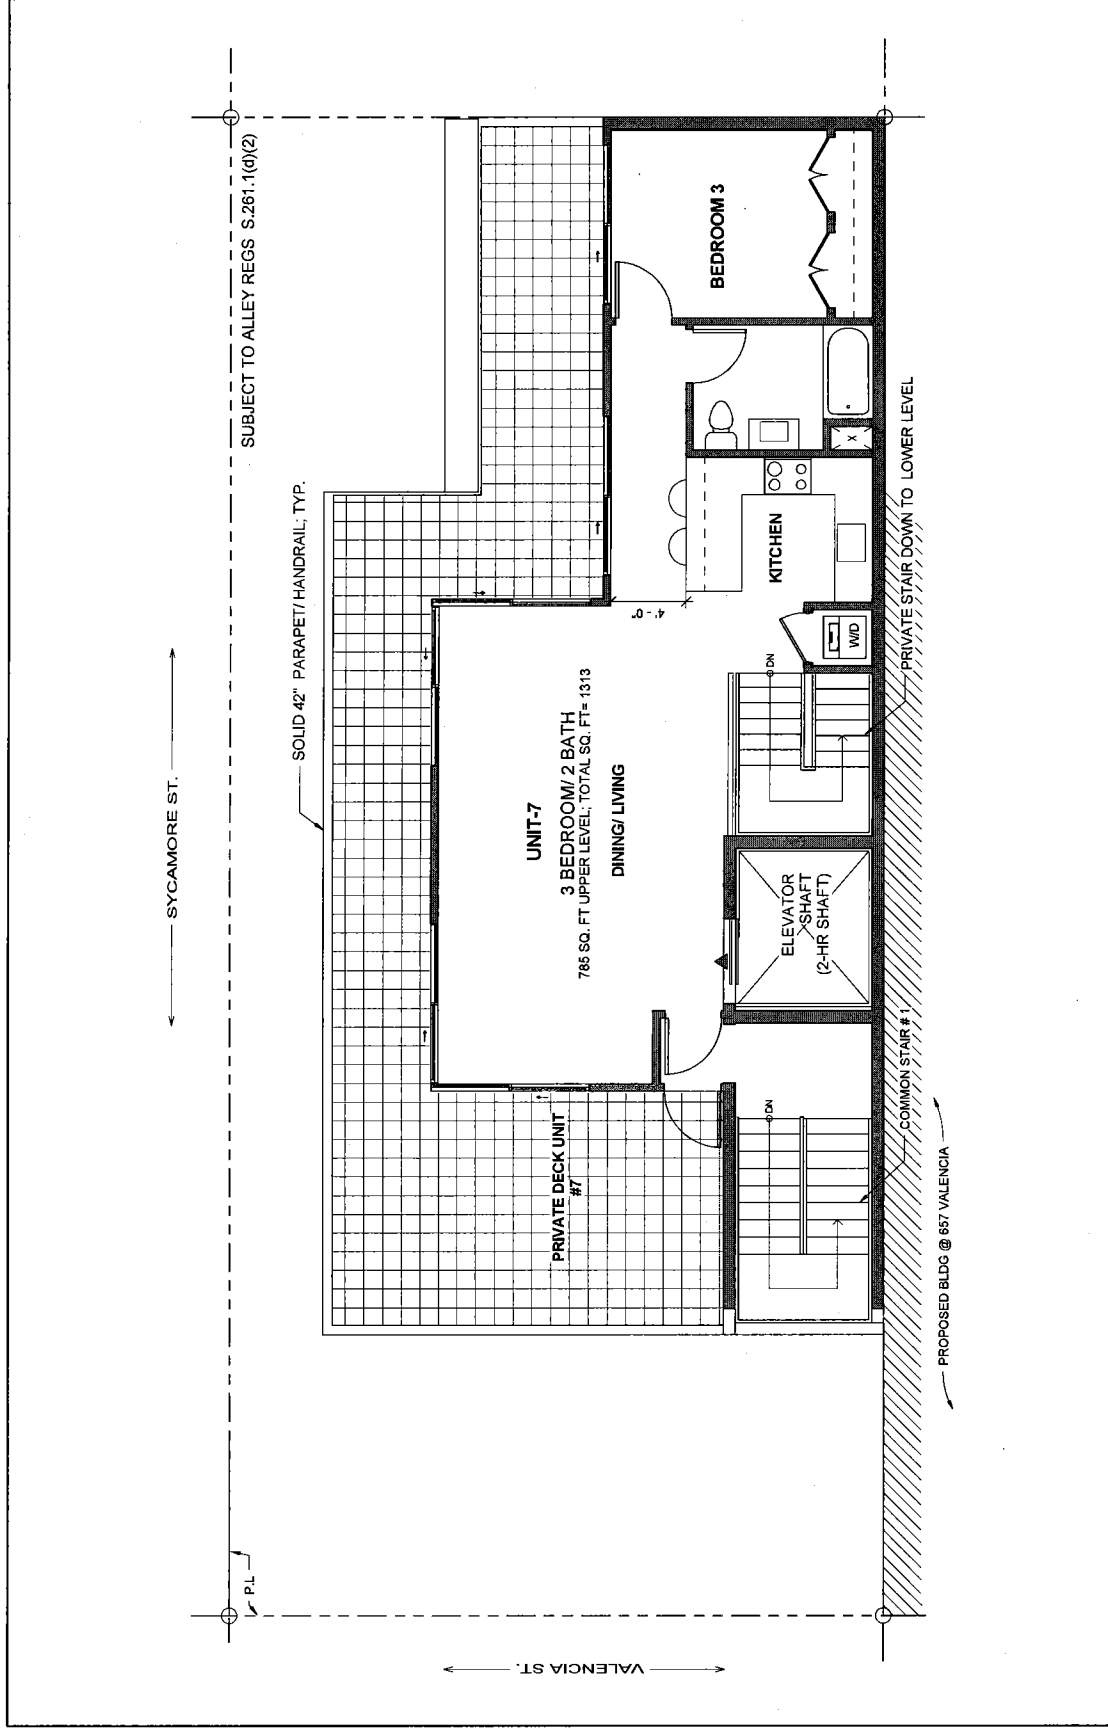 SYCAMORE ST.
VALENCIA ST.
P.L
SUBJECT TO ALLEY REGS S.261.1(d)(2)
SOLID 42" PARAPET/ HANDRAIL; TYP.
PRIVATE DECK UNIT
#7
UNIT-7
3 BEDROOM/ 2 BATH
785 SQ. FT UPPER LEVEL; TOTAL SQ. FT= 1313
DINING/ LIVING
4' - 0"
KITCHEN
BEDROOM 3
X
W/D
DN
DN
ELEVATOR
SHAFT
(2-HR SHAFT)
COMMON STAIR # 1
PRIVATE STAIR DOWN TO LOWER LEVEL
PROPOSED BLDG @ 657 VALENCIA